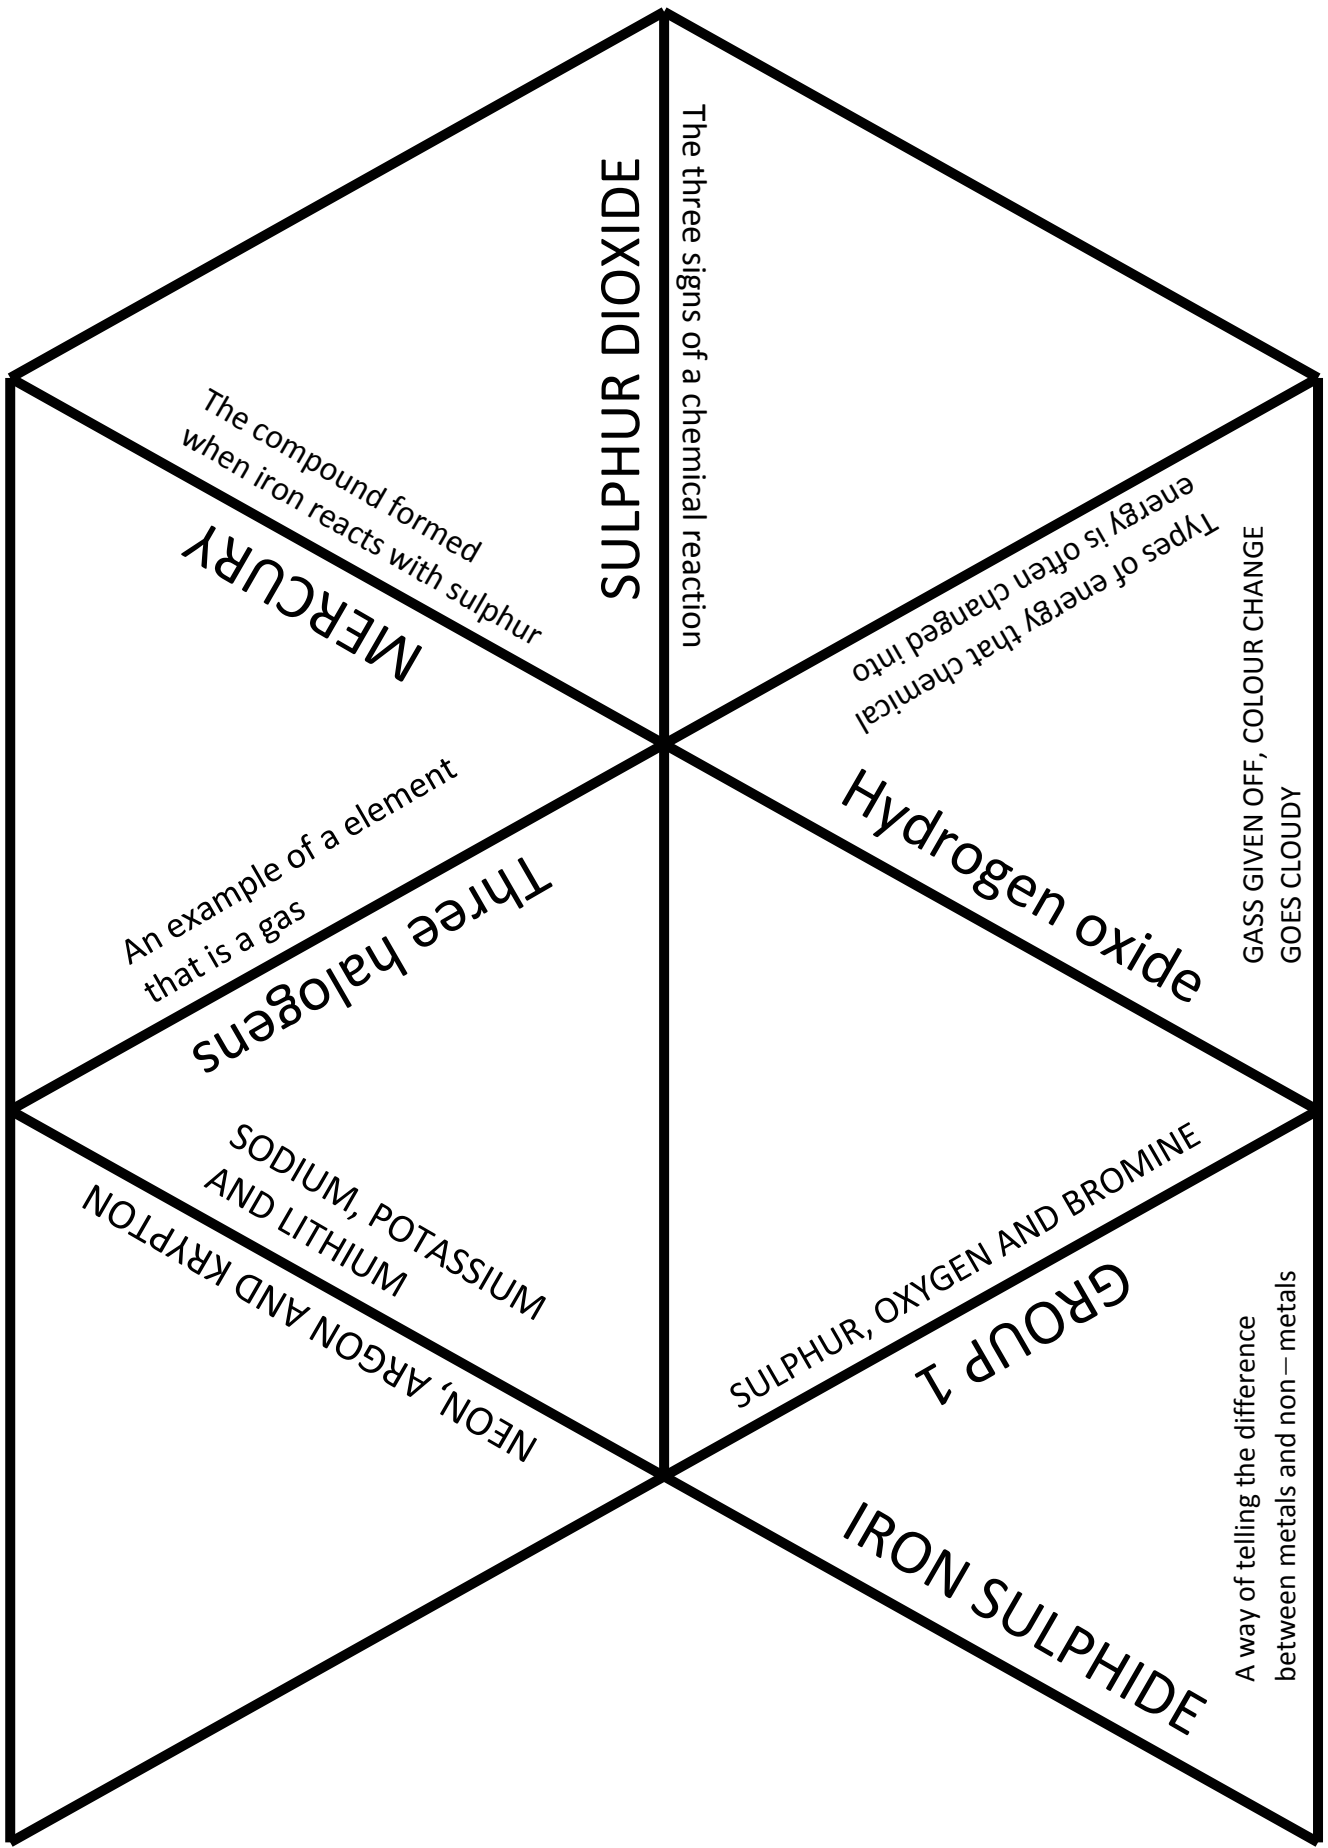 SULPHUR DIOXIDE
The three signs of a chemical reaction
The compound formed
when iron reacts with sulphur
MERCURY
Types of energy that chemical
energy is often changed into
GASS GIVEN OFF, COLOUR CHANGE
GOES CLOUDY
An example of a element
that is a gas
Three halogens
Hydrogen oxide
SODIUM, POTASSIUM
AND LITHIUM
NEON, ARGON AND KRYPTON
SULPHUR, OXYGEN AND BROMINE
GROUP 1
A way of telling the difference
between metals and non – metals
IRON SULPHIDE